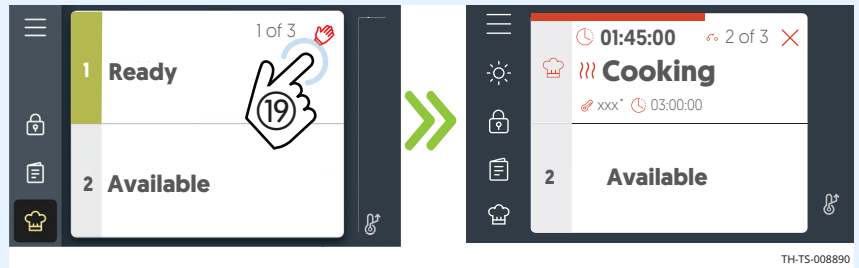 1 of 3
1 Ready
19
2 Available
01:45:00 2 of 3
Cooking
xxx° 03:00:00
2 Available
TH-TS-008890